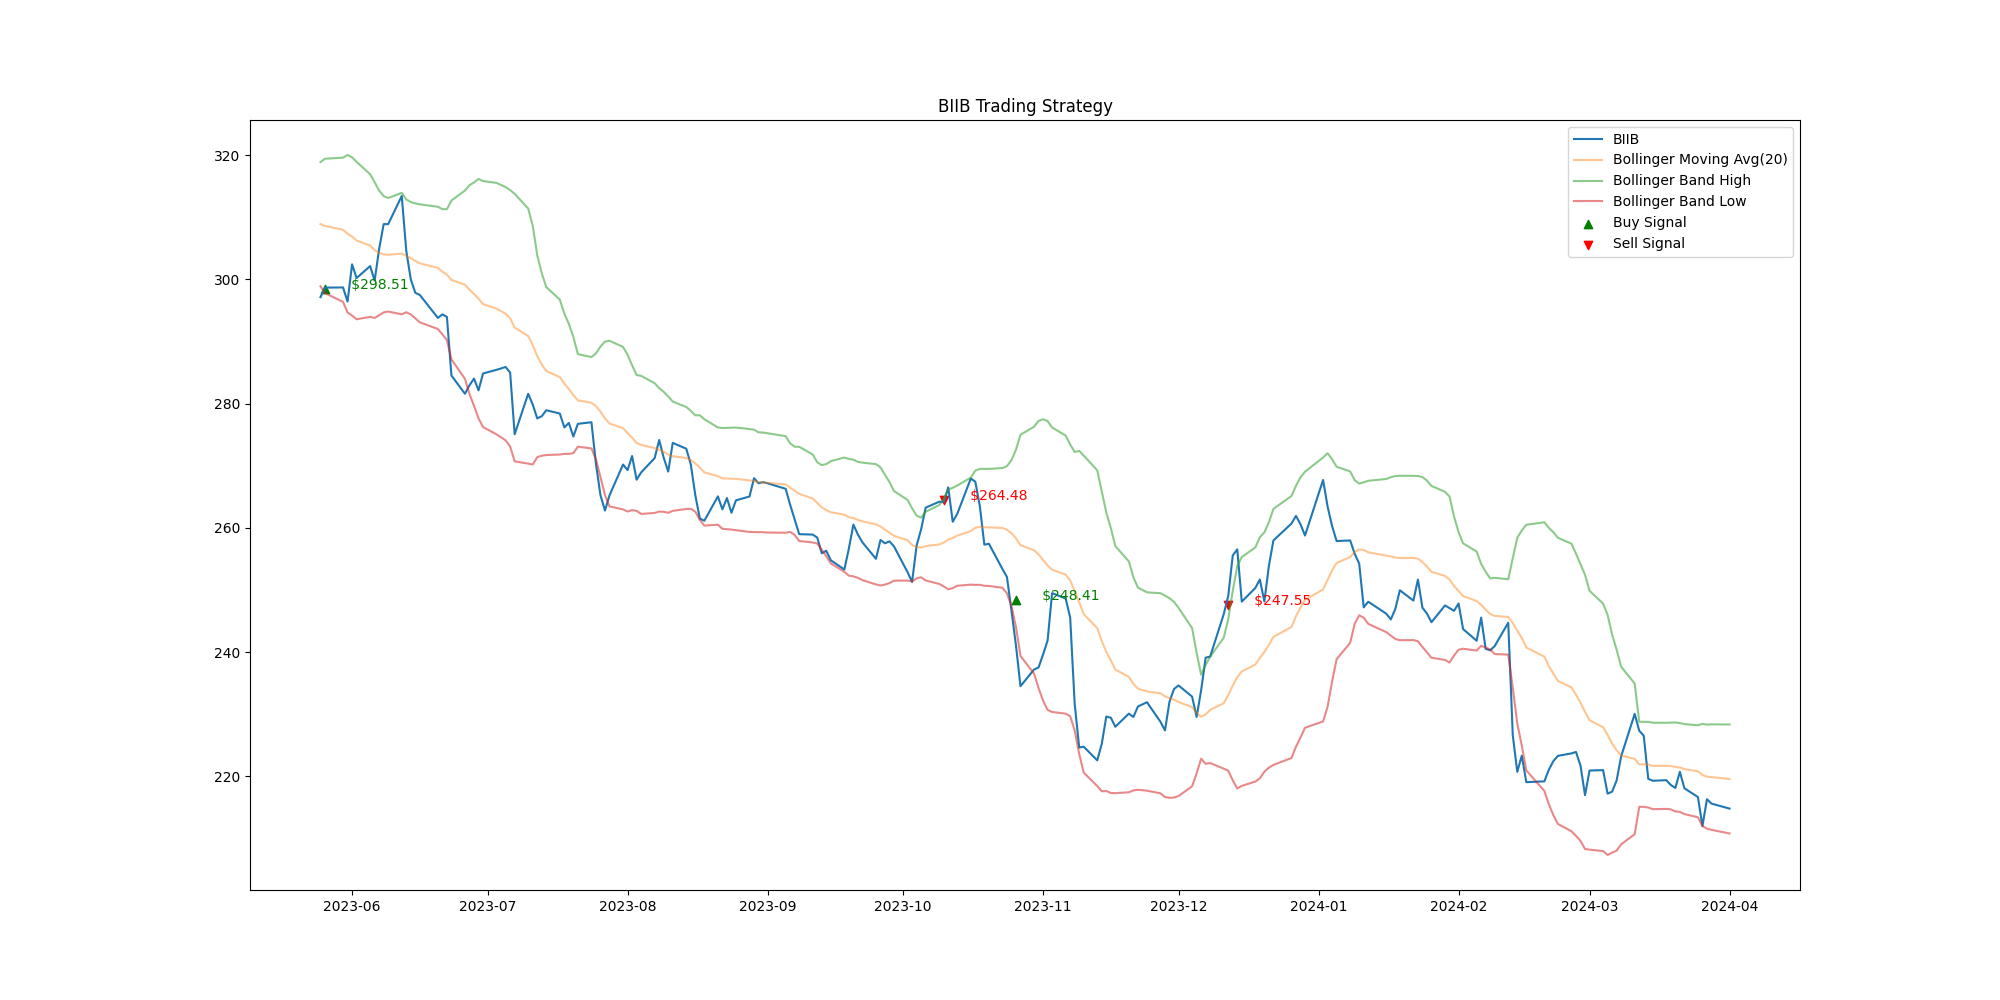 BIIB Trading Strategy
BIIB
Bollinger Moving Avg(20)
Bollinger Band High
Bollinger Band Low
Buy Signal
Sell Signal
320
300
280
260
240
220
$298.51
$264.48
$248.41
$247.55
2023-06 2023-07 2023-08 2023-09 2023-10 2023-11 2023-12 2024-01 2024-02 2024-03 2024-04